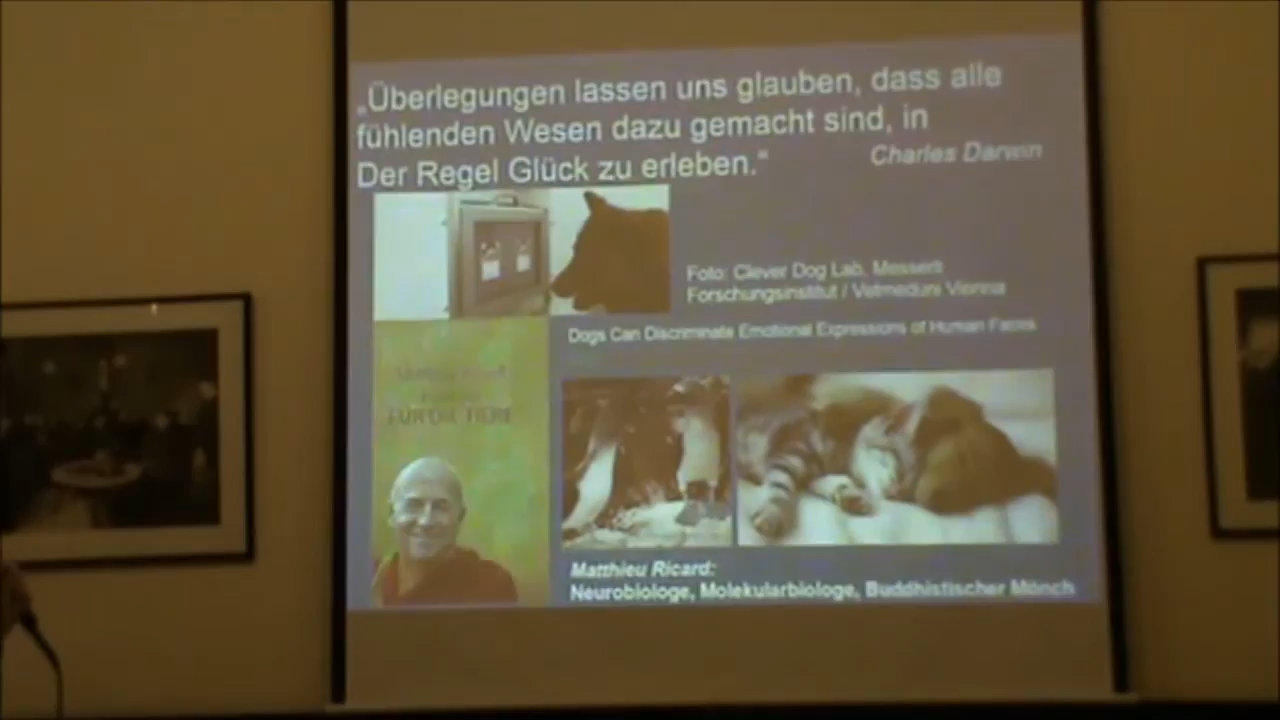 „Überlegungen lassen uns glauben, dass alle
fühlenden Wesen dazu gemacht sind, in
Der Regel Glück zu erleben.“
Charles Darwin
Foto: Clever Dog Lab, Messerli
Forschungsinstitut / Vetmeduni Vienna
Dogs Can Discriminate Emotional Expressions of Human Faces
FÜR DIE TIERE
Matthieu Ricard:
Neurobiologe, Molekularbiologe, Buddhistischer Mönch